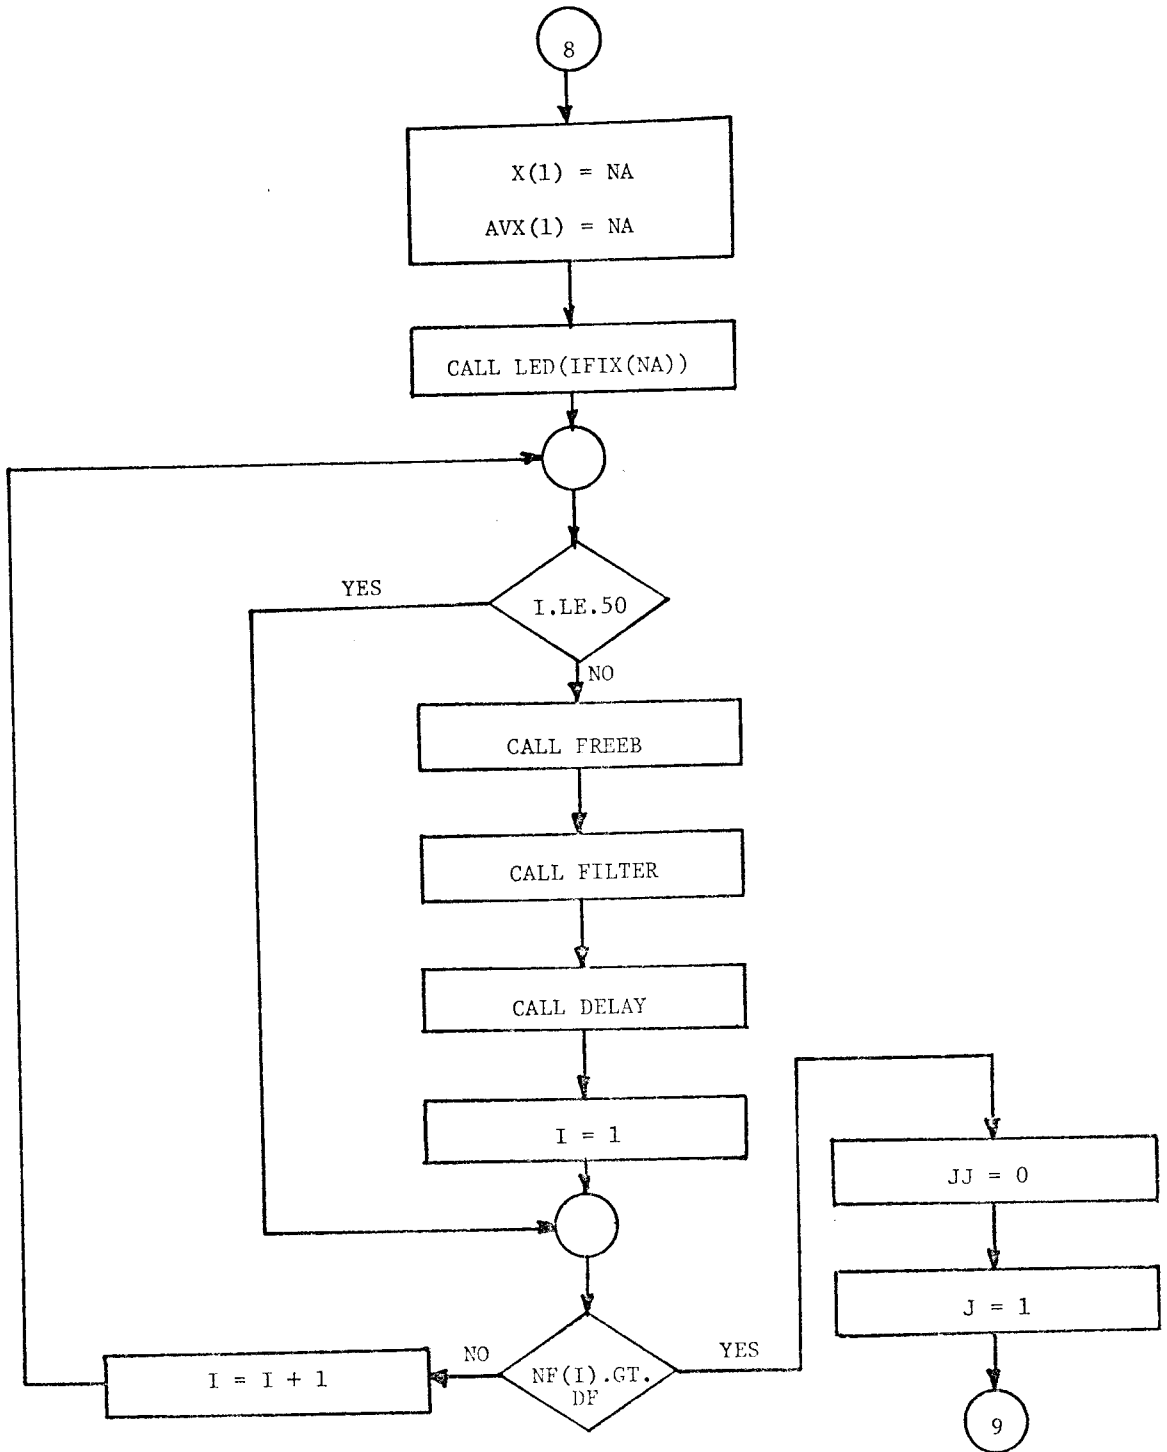 8
X(1) = NA
AVX(1) = NA
CALL LED(IFIX(NA))
YES
I.LE.50
NO
CALL FREEB
CALL FILTER
CALL DELAY
I = 1
JJ = 0
J = 1
NO
YES
NF(I).GT.
DF
I = I + 1
9